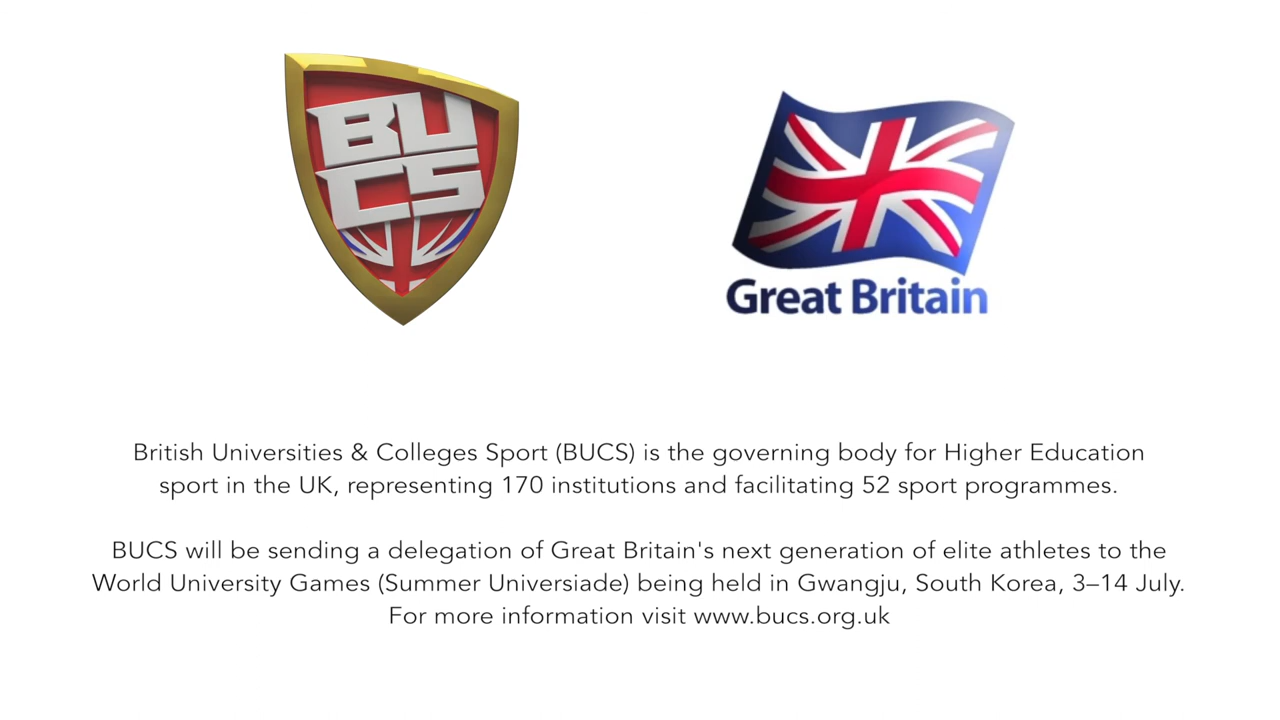 BU
CS
Great Britain
British Universities & Colleges Sport (BUCS) is the governing body for Higher Education
sport in the UK, representing 170 institutions and facilitating 52 sport programmes.
BUCS will be sending a delegation of Great Britain's next generation of elite athletes to the
World University Games (Summer Universiade) being held in Gwangju, South Korea, 3–14 July.
For more information visit www.bucs.org.uk